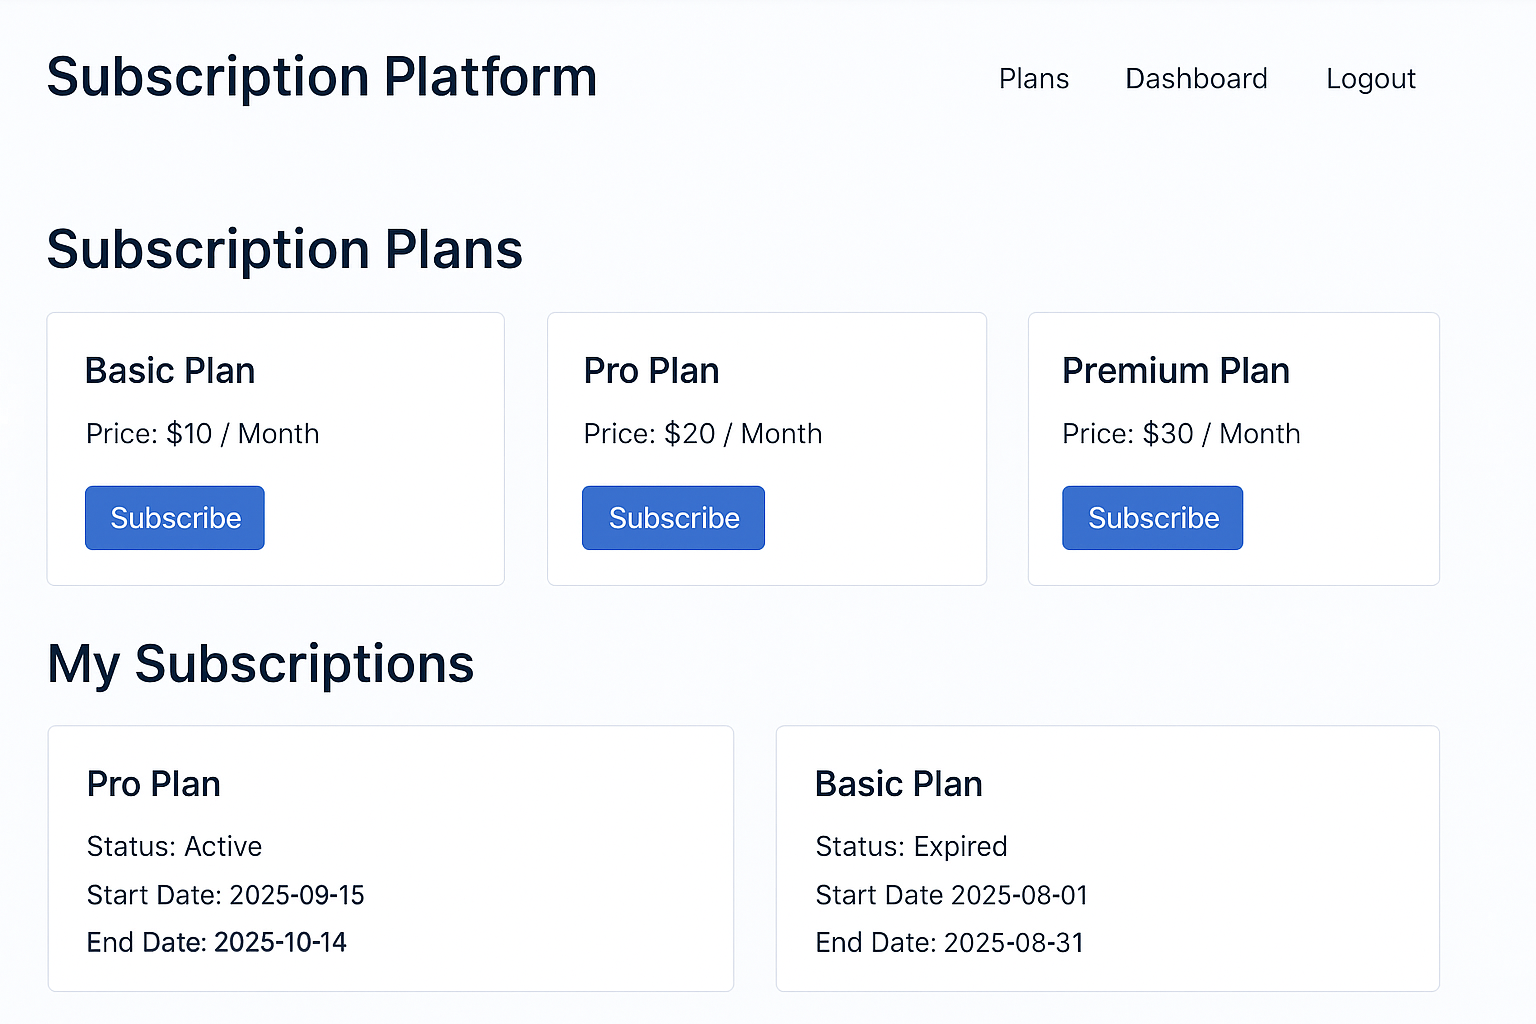 Subscription Platform
Plans
Dashboard
Logout
Subscription Plans
Basic Plan
Price: $10 / Month
Subscribe
Pro Plan
Price: $20 / Month
Subscribe
Premium Plan
Price: $30 / Month
Subscribe
My Subscriptions
Pro Plan
Status: Active
Start Date: 2025-09-15
End Date: 2025-10-14
Basic Plan
Status: Expired
Start Date 2025-08-01
End Date: 2025-08-31